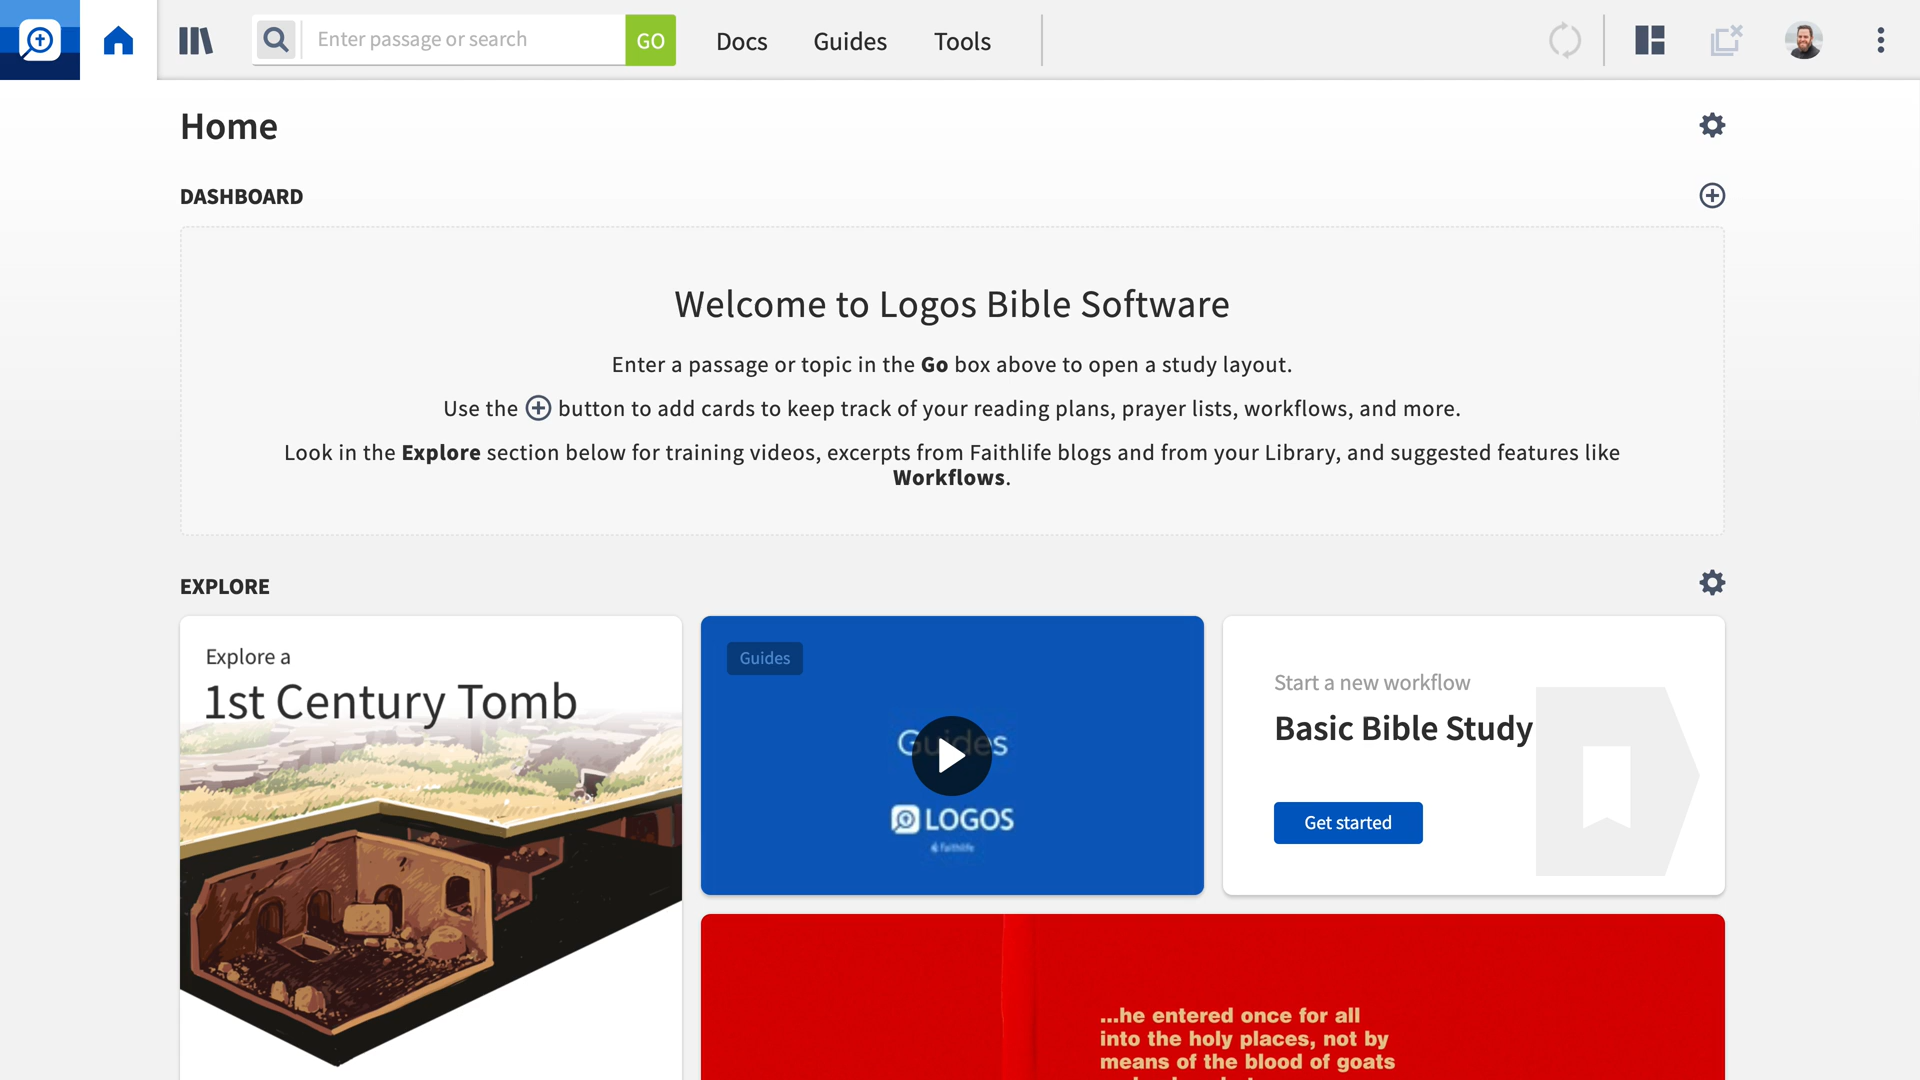 Enter passage or search
GO
Docs
Guides
Tools
Home
DASHBOARD
Welcome to Logos Bible Software
Enter a passage or topic in the Go box above to open a study layout.
Use the button to add cards to keep track of your reading plans, prayer lists, workflows, and more.
Look in the Explore section below for training videos, excerpts from Faithlife blogs and from your Library, and suggested features like
Workflows.
EXPLORE
Explore a
1st Century Tomb
Guides
Guides
LOGOS
faithlife
Start a new workflow
Basic Bible Study
Get started
...he entered once for all
into the holy places, not by
means of the blood of goats